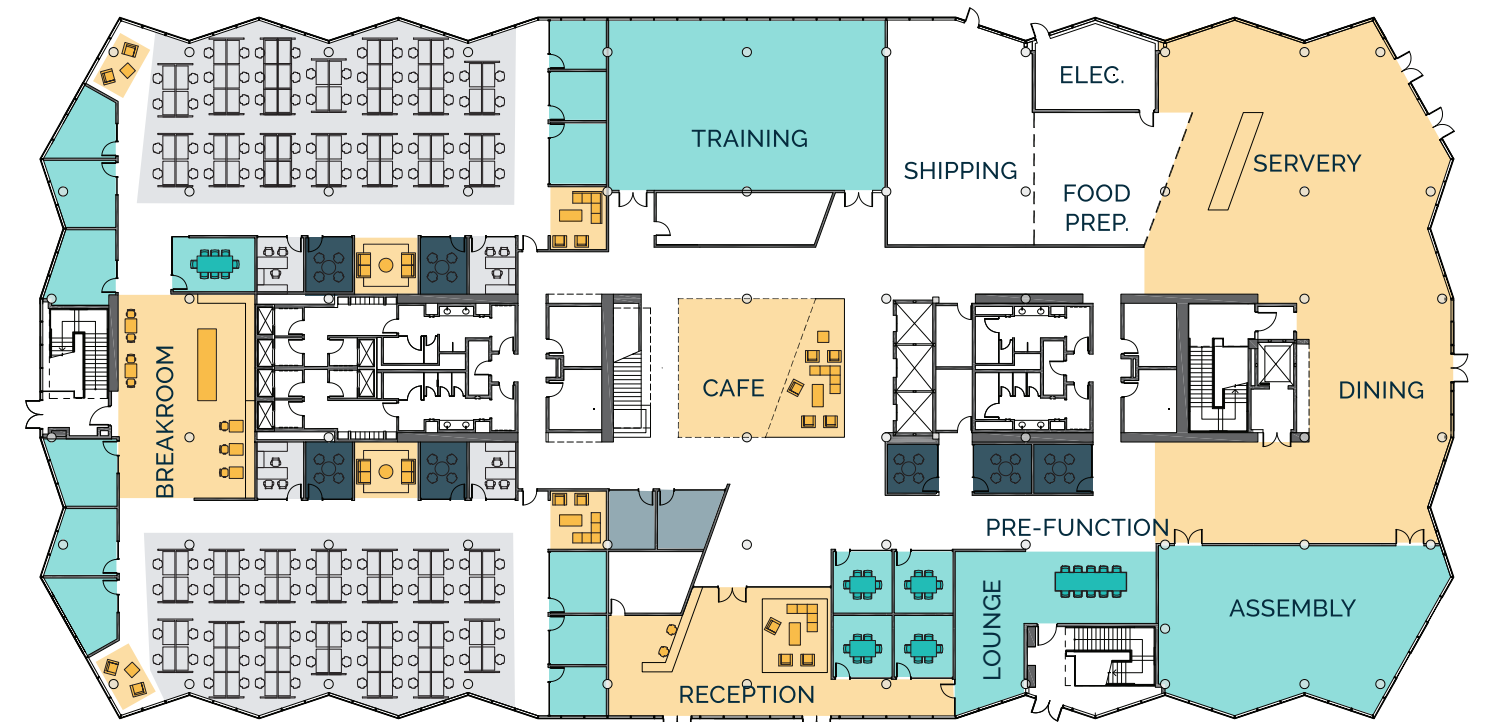 ELEC.
TRAINING
SHIPPING
SERVERY
FOOD
PREP.
BREAKROOM
CAFE
DINING
PRE-FUNCTION
LOUNGE
ASSEMBLY
RECEPTION